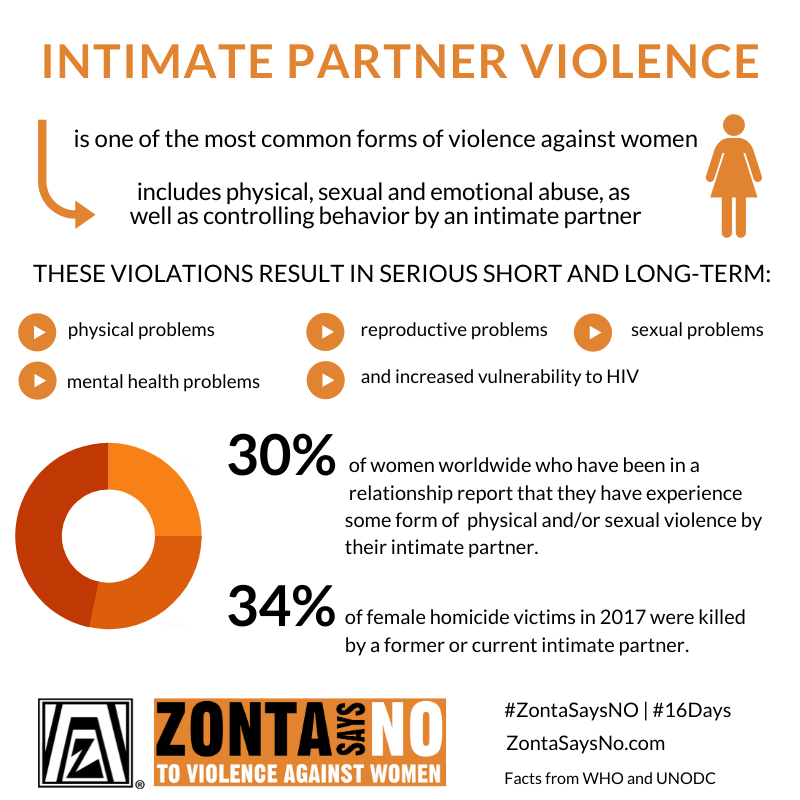 INTIMATE PARTNER VIOLENCE
is one of the most common forms of violence against women
includes physical, sexual and emotional abuse, as
well as controlling behavior by an intimate partner
THESE VIOLATIONS RESULT IN SERIOUS SHORT AND LONG-TERM:
physical problems
reproductive problems
sexual problems
mental health problems
and increased vulnerability to HIV
30% of women worldwide who have been in a
relationship report that they have experience
some form of physical and/or sexual violence by
their intimate partner.
34% of female homicide victims in 2017 were killed
by a former or current intimate partner.
Z
®
ZONTA SAYS NO
TO VIOLENCE AGAINST WOMEN
#ZontaSaysNO | #16Days
ZontaSaysNo.com
Facts from WHO and UNODC